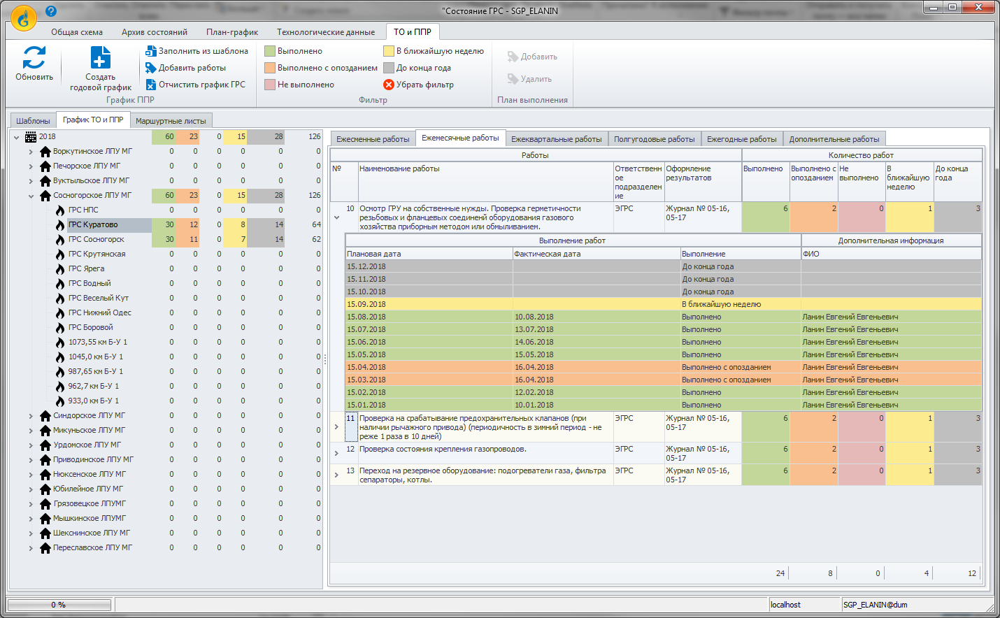 "Состояние ГРС - SGP_ELANIN
Общая схема Архив состояний План-график Технологические данные ТО и ППР
Обновить
Создать годовой график
Заполнить из шаблона
Добавить работы
Отчистить график ГРС
График ППР
Выполнено
Выполнено с опозданием
Не выполнено
В ближайшую неделю
До конца года
Убрать фильтр
Фильтр
Добавить
Удалить
План выполнения
Шаблоны График ТО и ППР Маршуртные листы
2018 60 23 0 15 28 126
Воркутинское ЛПУ МГ 0 0 0 0 0 0
Печорское ЛПУ МГ 0 0 0 0 0 0
Вуктыльское ЛПУ МГ 0 0 0 0 0 0
Сосногорское ЛПУ МГ 60 23 0 15 28 126
ГРС НПС 0 0 0 0 0 0
ГРС Куратово 30 12 0 8 14 64
ГРС Сосногорск 30 11 0 7 14 62
ГРС Крутянская 0 0 0 0 0 0
ГРС Ярега 0 0 0 0 0 0
ГРС Водный 0 0 0 0 0 0
ГРС Веселый Кут 0 0 0 0 0 0
ГРС Нижний Одес 0 0 0 0 0 0
ГРС Боровой 0 0 0 0 0 0
1073,55 км Б-У 1 0 0 0 0 0 0
1045,0 км Б-У 1 0 0 0 0 0 0
987,65 км Б-У 1 0 0 0 0 0 0
962,7 км Б-У 1 0 0 0 0 0 0
933,0 км Б-У 1 0 0 0 0 0 0
Синдорское ЛПУ МГ 0 0 0 0 0 0
Микуньское ЛПУ МГ 0 0 0 0 0 0
Урдомское ЛПУ МГ 0 0 0 0 0 0
Приводинское ЛПУ МГ 0 0 0 0 0 0
Нюксенское ЛПУ МГ 0 0 0 0 0 0
Юбилейное ЛПУ МГ 0 0 0 0 0 0
Грязовецкое ЛПУМГ 0 0 0 0 0 0
Мышкинское ЛПУМГ 0 0 0 0 0 0
Шекснинское ЛПУ МГ 0 0 0 0 0 0
Переславское ЛПУ МГ 0 0 0 0 0 0
Ежесменные работы Ежемесячные работы Ежеквартальные работы Полгугодовые работы Ежегодные работы Дополнительные работы
Работы Количество работ
№ Наименование работы Ответственн Оформление Выполнено Выполнено с Не В До конца
ое результатов опозданием выполнено ближайшую года
подразделен неделю
ие
10 Осмотр ГРУ на собственные нужды. Проверка герметичности ЭГРС Журнал № 05-16, 6 2 0 1 3
резьбовых и фланцевых соединенй оборудования газового 05-17
хозяйства приборным методом или обмыливанием.
Выполнение работ Дополнительная информация
Плановая дата Фактическая дата Выполнение ФИО
15.12.2018 До конца года
15.11.2018 До конца года
15.10.2018 До конца года
15.09.2018 В ближайшую неделю
15.08.2018 10.08.2018 Выполнено Ланин Евгений Евгеньевич
15.07.2018 13.07.2018 Выполнено Ланин Евгений Евгеньевич
15.06.2018 14.06.2018 Выполнено Ланин Евгений Евгеньевич
15.05.2018 15.05.2018 Выполнено Ланин Евгений Евгеньевич
15.04.2018 16.04.2018 Выполнено с опозданием Ланин Евгений Евгеньевич
15.03.2018 16.04.2018 Выполнено с опозданием Ланин Евгений Евгеньевич
15.02.2018 12.02.2018 Выполнено Ланин Евгений Евгеньевич
15.01.2018 10.01.2018 Выполнено Ланин Евгений Евгеньевич
11 Проверка на срабатывание предохранительных клапанов (при ЭГРС Журнал № 05-16, 6 2 0 1 3
наличии рычажного привода) (периодичность в зимний период - не 05-17
реже 1 раза в 10 дней)
12 Проверка состояния крепления газопроводов. ЭГРС Журнал № 05-16, 6 2 0 1 3
05-17
13 Переход на резервное оборудование: подогреватели газа, фильтра ЭГРС Журнал № 05-16, 6 2 0 1 3
сепараторы, котлы. 05-17
24 8 0 4 12
0 % localhost SGP_ELANIN@dum